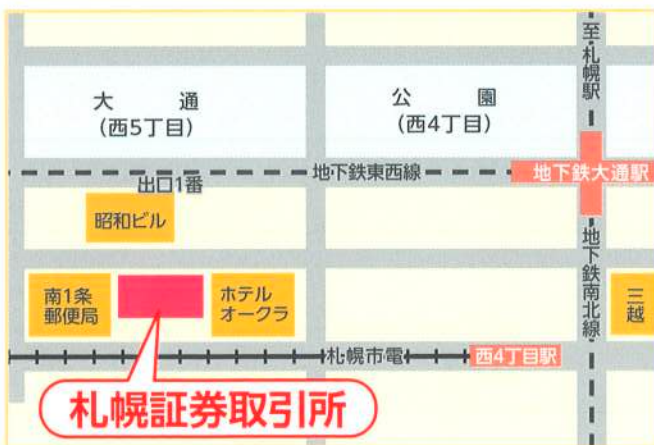 至札幌駅
大　　通
(西5丁目)
公　　園
(西4丁目)
地下鉄東西線
地下鉄大通駅
出口1番
昭和ビル
地下鉄南北線
南1条
郵便局
ホテル
オークラ
三越
札幌市電
西4丁目駅
札幌証券取引所